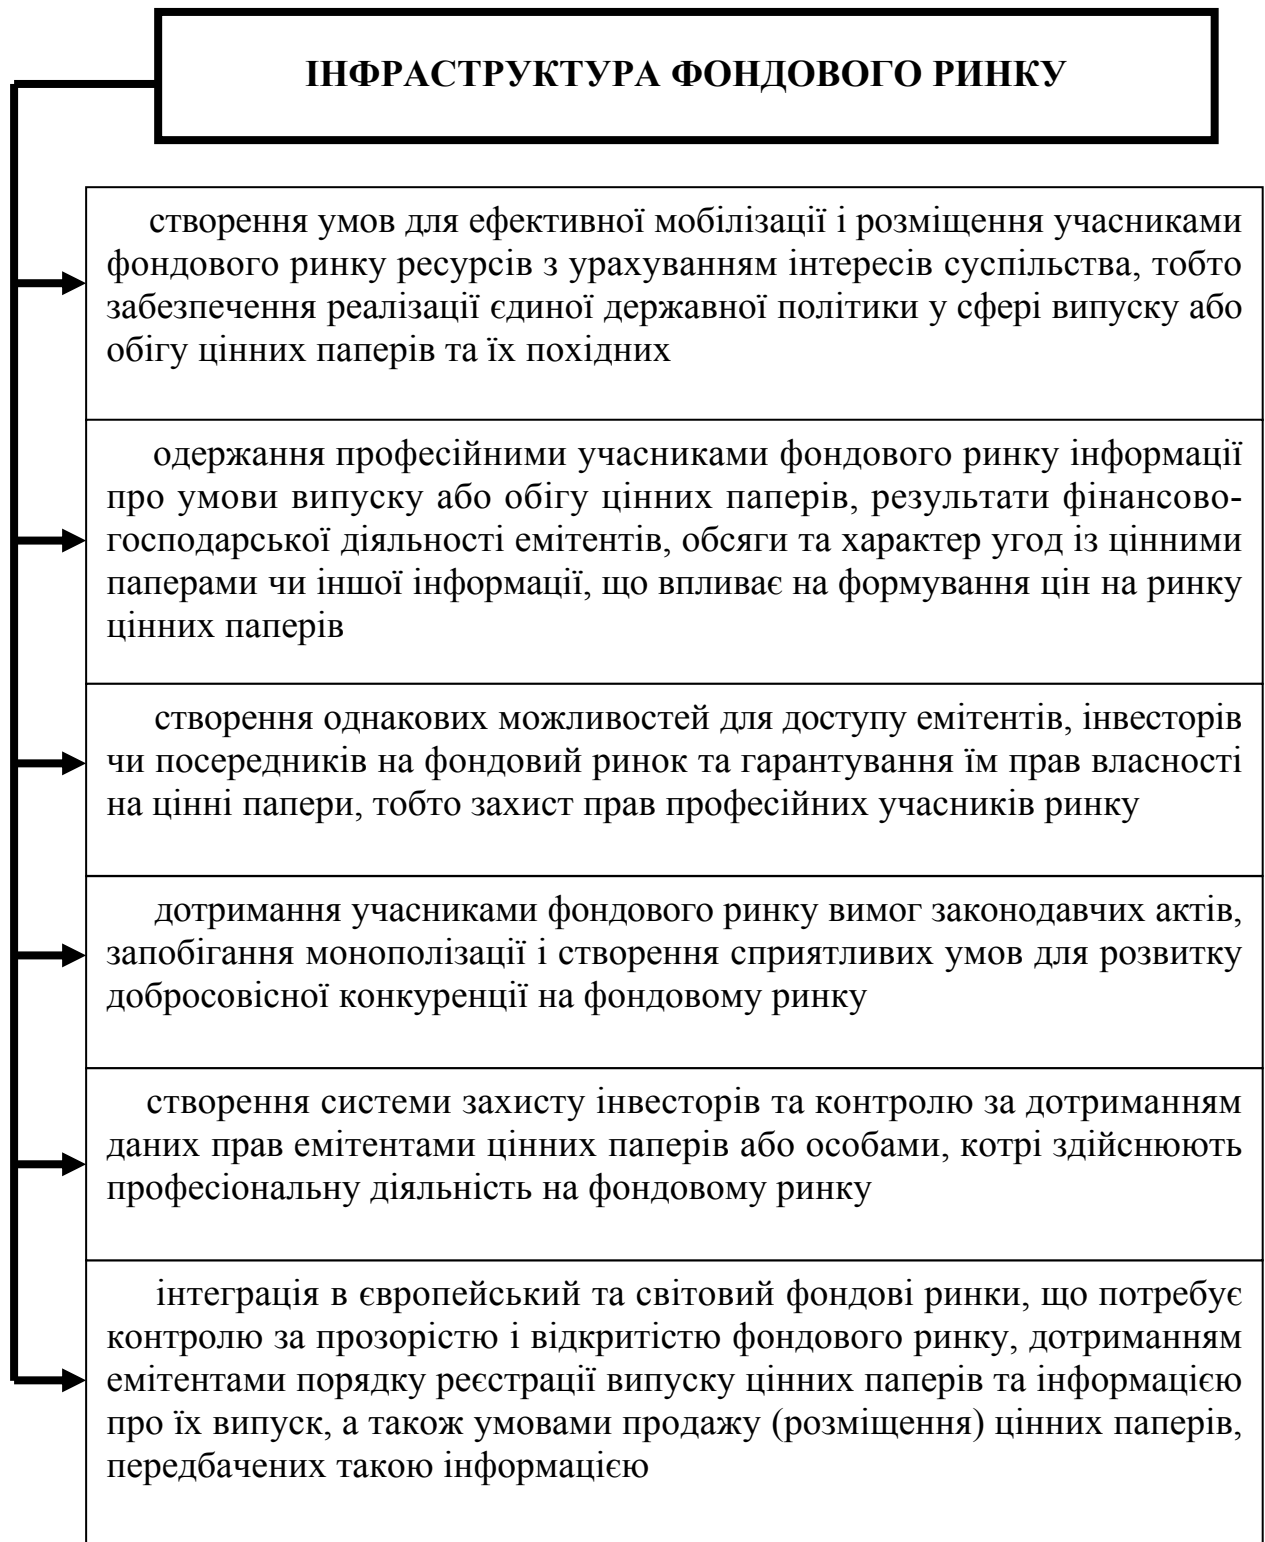 ІНФРАСТРУКТУРА ФОНДОВОГО РИНКУ
створення умов для ефективної мобілізації і розміщення учасниками
фондового ринку ресурсів з урахуванням інтересів суспільства, тобто
забезпечення реалізації єдиної державної політики у сфері випуску або
обігу цінних паперів та їх похідних
одержання професійними учасниками фондового ринку інформації
про умови випуску або обігу цінних паперів, результати фінансово-
господарської діяльності емітентів, обсяги та характер угод із цінними
паперами чи іншої інформації, що впливає на формування цін на ринку
цінних паперів
створення однакових можливостей для доступу емітентів, інвесторів
чи посередників на фондовий ринок та гарантування їм прав власності
на цінні папери, тобто захист прав професійних учасників ринку
дотримання учасниками фондового ринку вимог законодавчих актів,
запобігання монополізації і створення сприятливих умов для розвитку
добросовісної конкуренції на фондовому ринку
створення системи захисту інвесторів та контролю за дотриманням
даних прав емітентами цінних паперів або особами, котрі здійснюють
професіональну діяльність на фондовому ринку
інтеграція в європейський та світовий фондові ринки, що потребує
контролю за прозорістю і відкритістю фондового ринку, дотриманням
емітентами порядку реєстрації випуску цінних паперів та інформацією
про їх випуск, а також умовами продажу (розміщення) цінних паперів,
передбачених такою інформацією